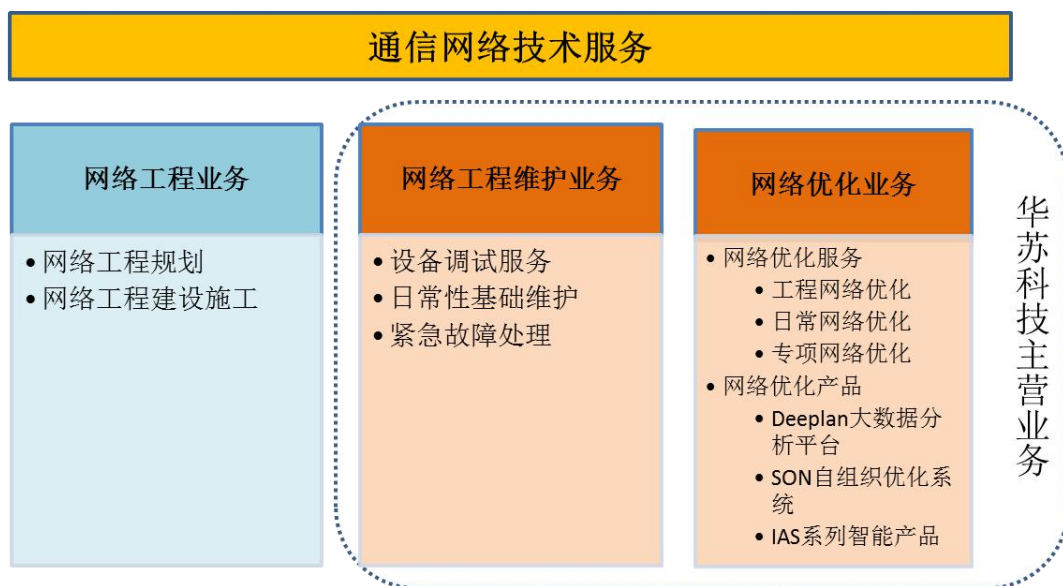 通信网络技术服务
网络工程业务
• 网络工程规划
• 网络工程建设施工
网络工程维护业务
• 设备调试服务
• 日常性基础维护
• 紧急故障处理
网络优化业务
• 网络优化服务
• 工程网络优化
• 日常网络优化
• 专项网络优化
• 网络优化产品
• Deeplan大数据分
析平台
• SON自组织优化系
统
• IAS系列智能产品
华苏科技主营业务